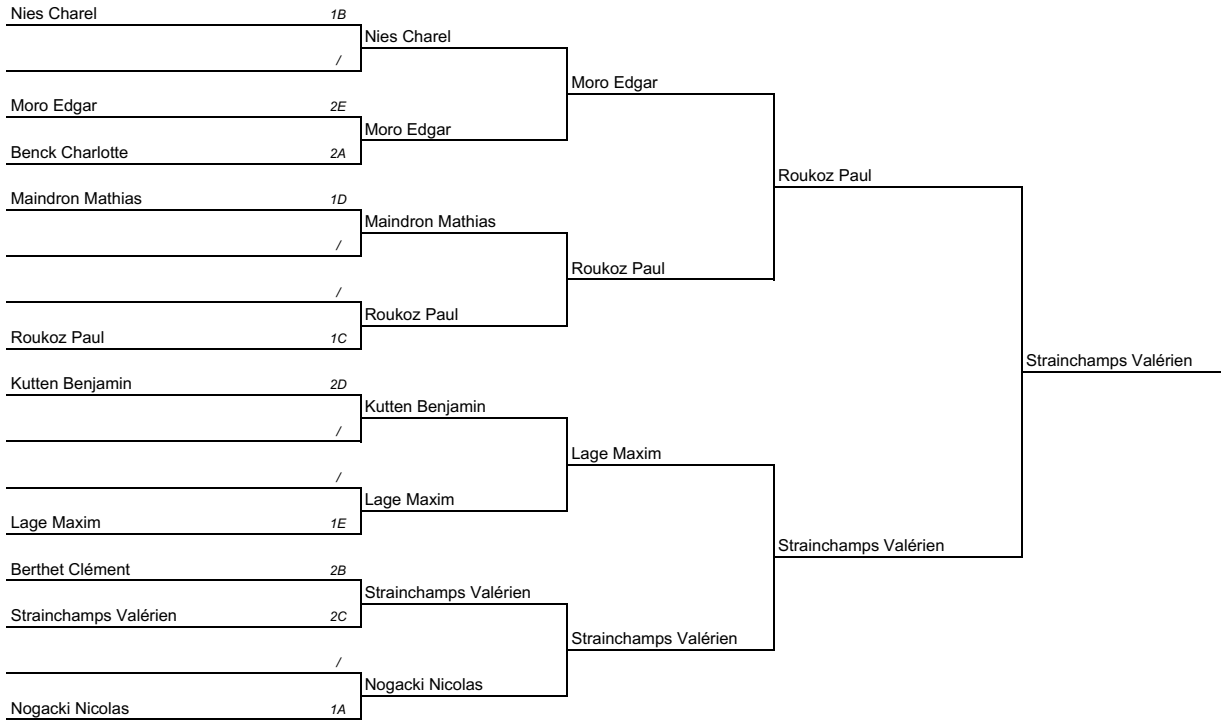 Nies Charel 1B
Nies Charel
/
Moro Edgar
Moro Edgar 2E
Moro Edgar
Benck Charlotte 2A
Roukoz Paul
Maindron Mathias 1D
Maindron Mathias
/
Roukoz Paul
/
Roukoz Paul
Roukoz Paul 1C
Strainchamps Valérien
Kutten Benjamin 2D
Kutten Benjamin
/
Lage Maxim
/
Lage Maxim
Lage Maxim 1E
Strainchamps Valérien
Berthet Clément 2B
Strainchamps Valérien
Strainchamps Valérien 2C
Strainchamps Valérien
/
Nogacki Nicolas
Nogacki Nicolas 1A